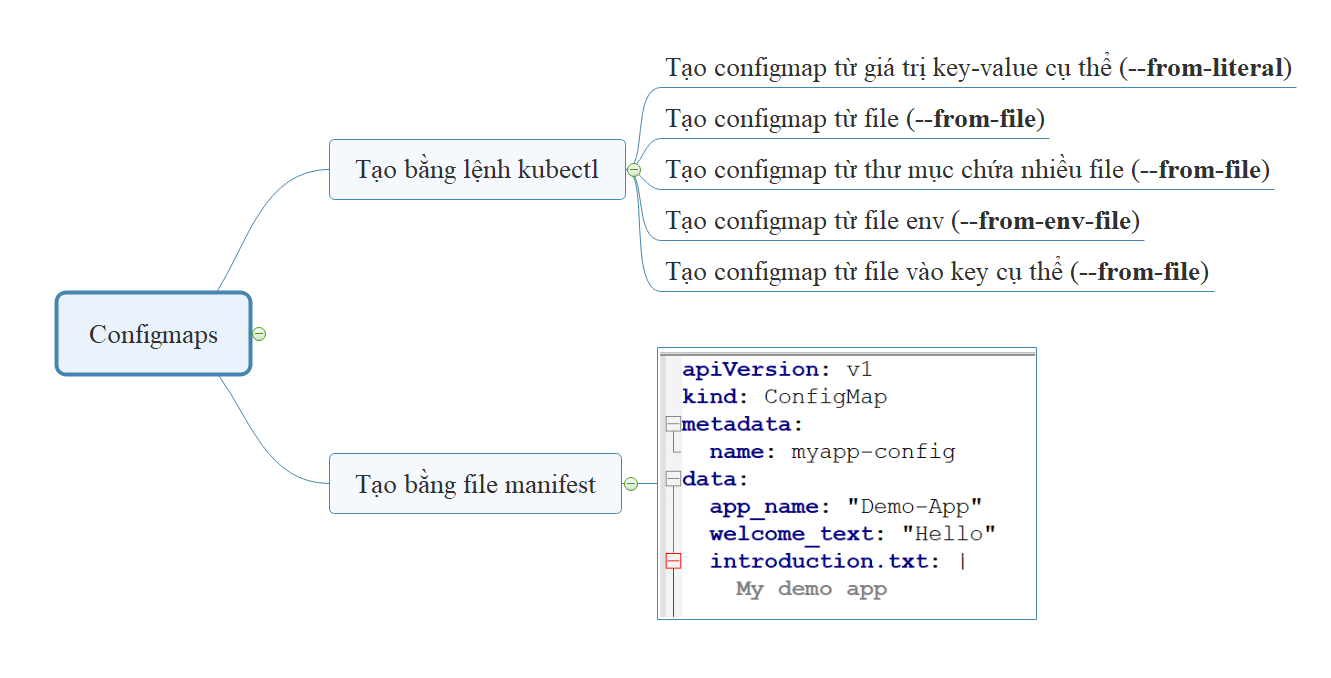 Configmaps
Tạo bằng lệnh kubectl
Tạo configmap từ giá trị key-value cụ thể (--from-literal)
Tạo configmap từ file (--from-file)
Tạo configmap từ thư mục chứa nhiều file (--from-file)
Tạo configmap từ file env (--from-env-file)
Tạo configmap từ file vào key cụ thể (--from-file)
Tạo bằng file manifest
apiVersion: v1
kind: ConfigMap
metadata:
  name: myapp-config
data:
  app_name: "Demo-App"
  welcome_text: "Hello"
  introduction.txt: |
    My demo app